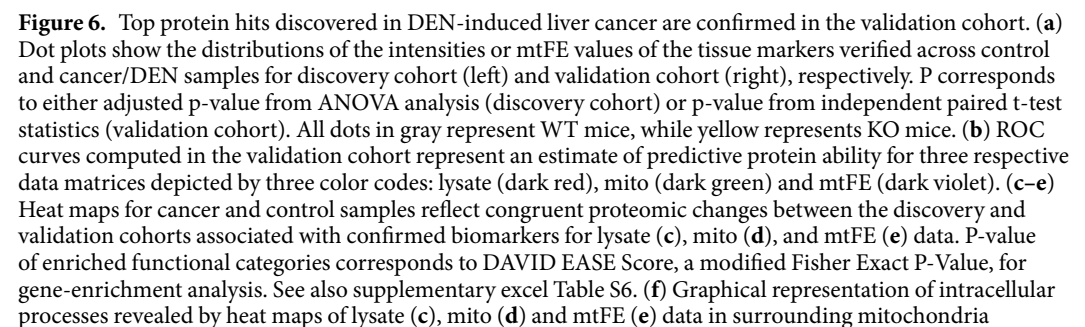 Figure 6. Top protein hits discovered in DEN-induced liver cancer are confirmed in the validation cohort. (a)
Dot plots show the distributions of the intensities or mtFE values of the tissue markers verified across control
and cancer/DEN samples for discovery cohort (left) and validation cohort (right), respectively. P corresponds
to either adjusted p-value from ANOVA analysis (discovery cohort) or p-value from independent paired t-test
statistics (validation cohort). All dots in gray represent WT mice, while yellow represents KO mice. (b) ROC
curves computed in the validation cohort represent an estimate of predictive protein ability for three respective
data matrices depicted by three color codes: lysate (dark red), mito (dark green) and mtFE (dark violet). (c–e)
Heat maps for cancer and control samples reflect congruent proteomic changes between the discovery and
validation cohorts associated with confirmed biomarkers for lysate (c), mito (d), and mtFE (e) data. P-value
of enriched functional categories corresponds to DAVID EASE Score, a modified Fisher Exact P-Value, for
gene-enrichment analysis. See also supplementary excel Table S6. (f) Graphical representation of intracellular
processes revealed by heat maps of lysate (c), mito (d) and mtFE (e) data in surrounding mitochondria